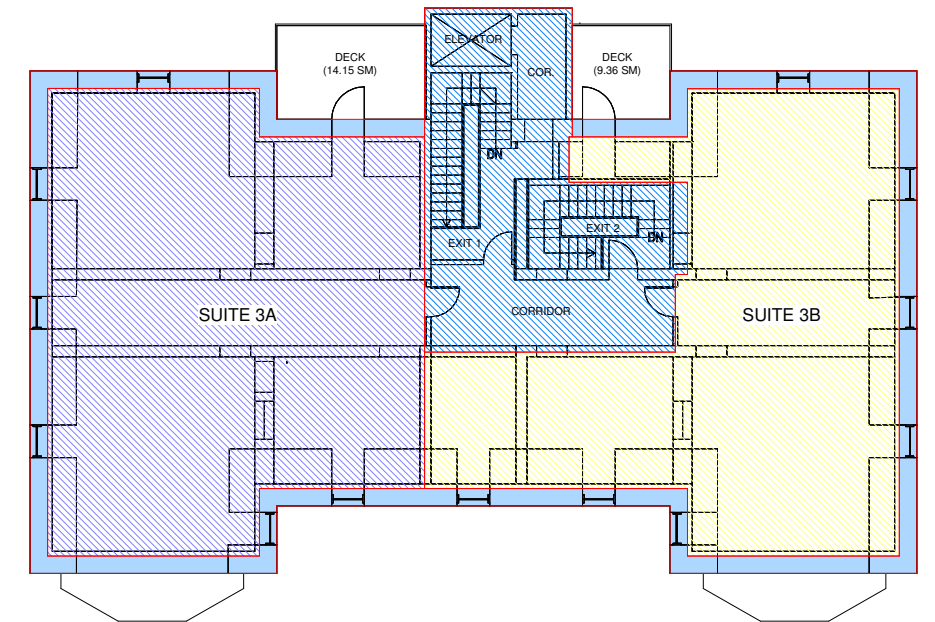 ELEVATOR
DECK
(14.15 SM)
COR.
DECK
(9.36 SM)
DN
EXIT 1
EXIT 2
DN
SUITE 3A
CORRIDOR
SUITE 3B